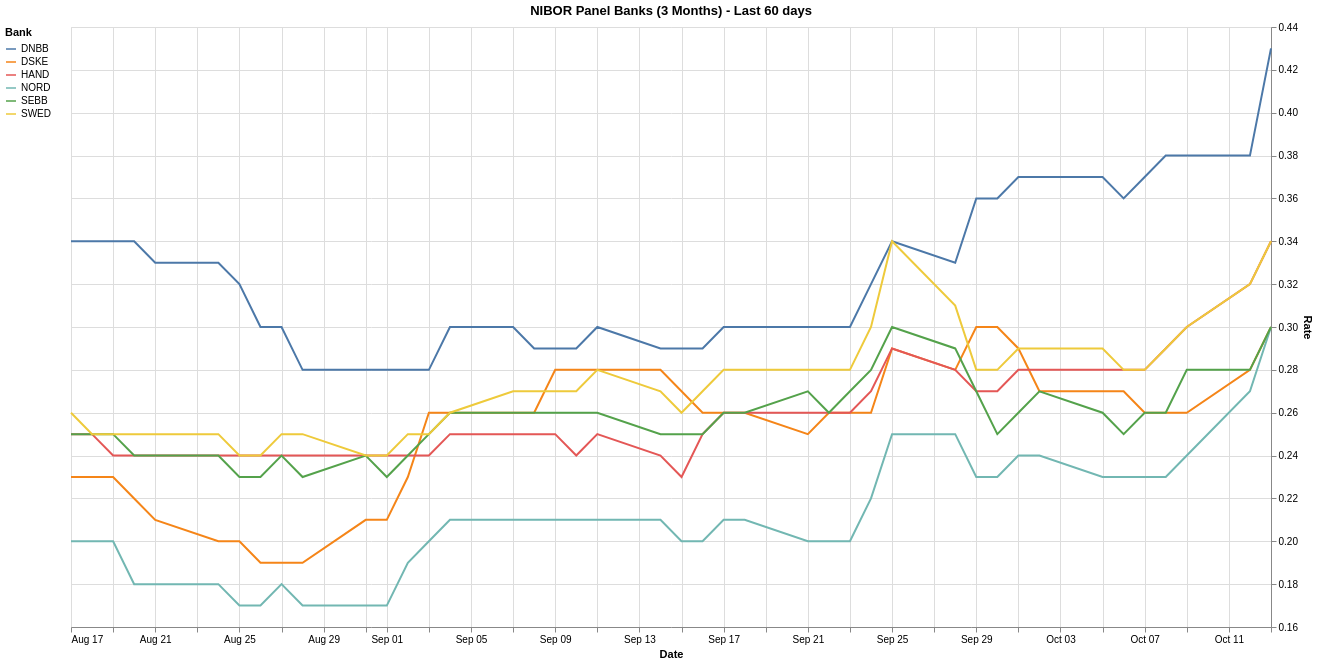 NIBOR Panel Banks (3 Months) - Last 60 days
Bank
DNBB
DSKE
HAND
NORD
SEBB
SWED
0.44
0.42
0.40
0.38
0.36
0.34
0.32
0.30
0.28
0.26
0.24
0.22
0.20
0.18
0.16
Rate
Aug 17 Aug 21 Aug 25 Aug 29 Sep 01 Sep 05 Sep 09 Sep 13 Sep 17 Sep 21 Sep 25 Sep 29 Oct 03 Oct 07 Oct 11
Date